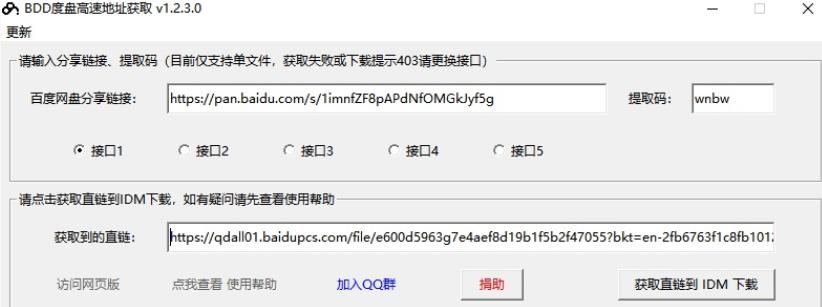 BDD度盘高速地址获取 v1.2.3.0
更新
请输入分享链接、提取码（目前仅支持单文件，获取失败或下载提示403请更换接口）
百度网盘分享链接： https://pan.baidu.com/s/1imnfZF8pAPdNfOMGkJyf5g 提取码： wnbw
接口1 接口2 接口3 接口4 接口5
请点击获取直链到IDM下载，如有疑问请先查看使用帮助
获取到的直链： https://qdall01.baidupcs.com/file/e600d5963g7e4aef8d19b1f5b2f47055?bkt=en-2fb6763f1c8fb1012
访问网页版 点我查看 使用帮助 加入QQ群 捐助 获取直链到 IDM 下载